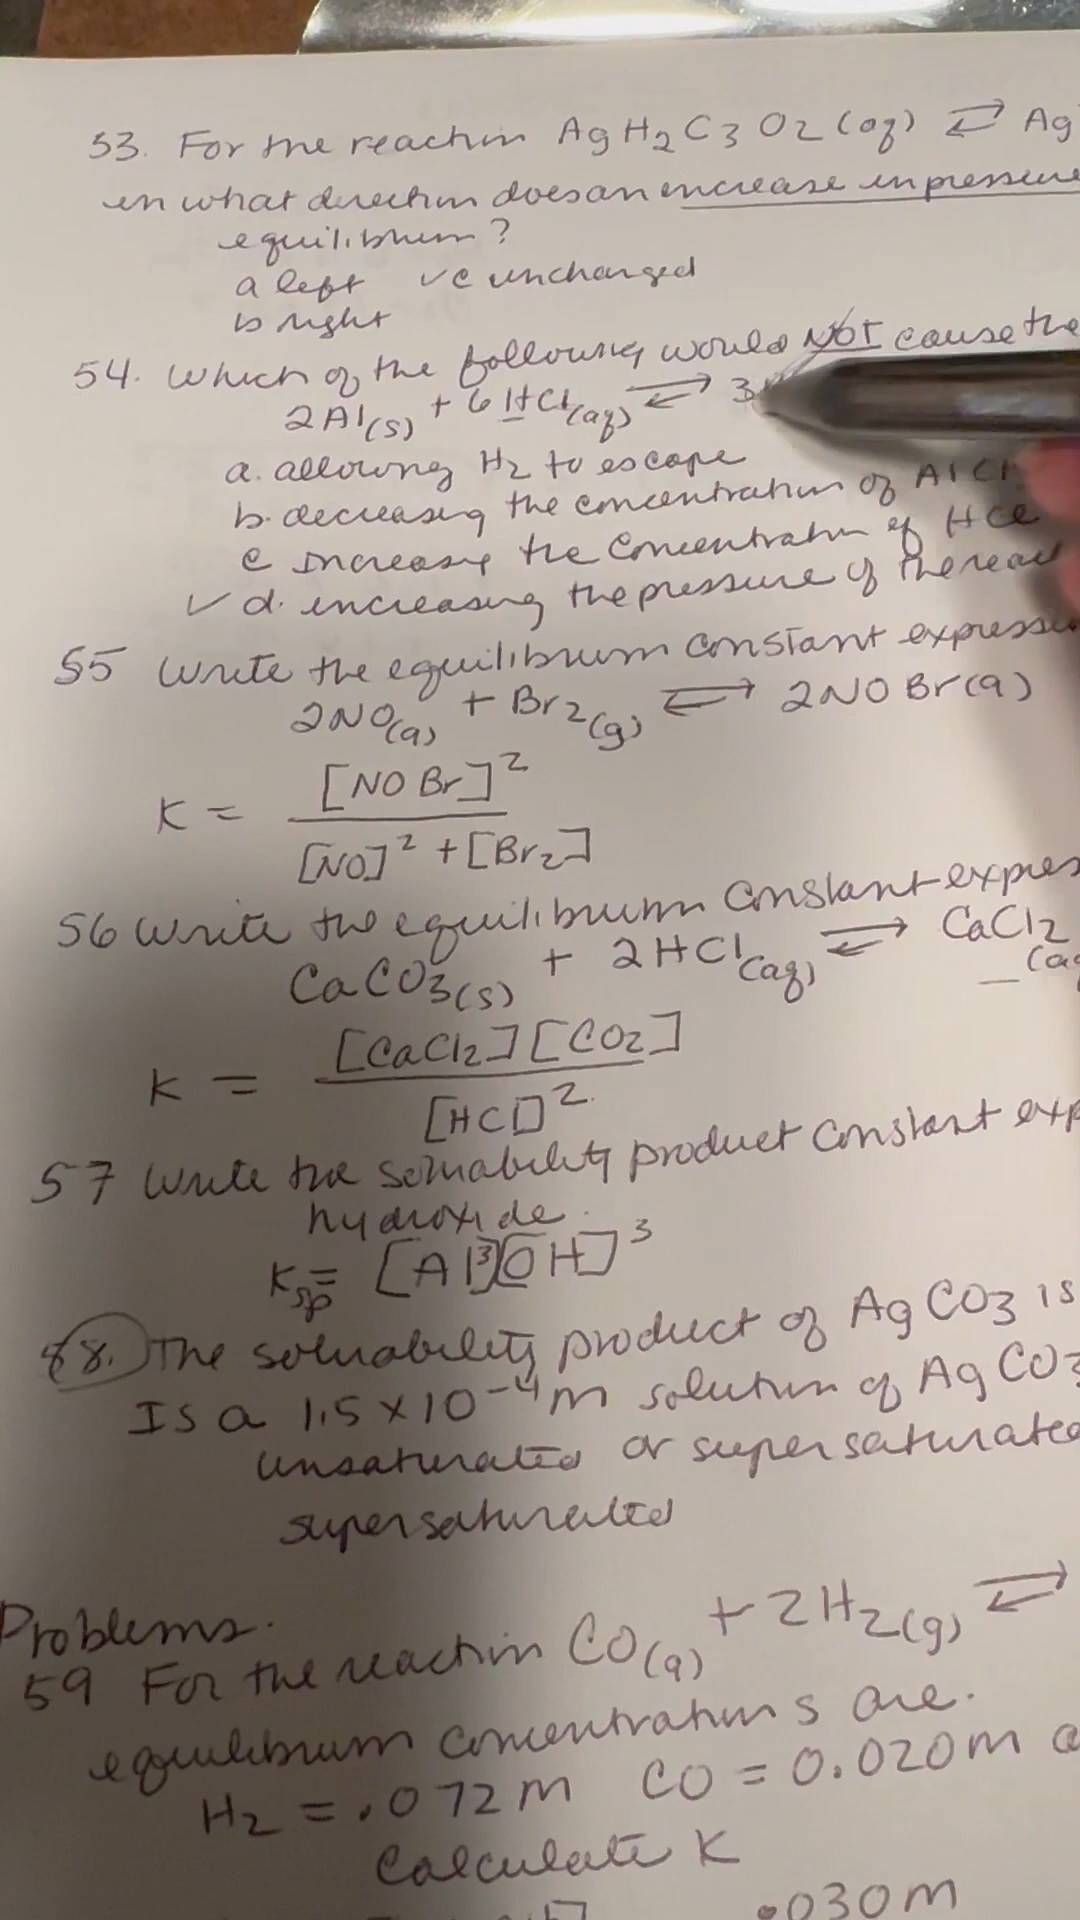 53. For the reaction AgH2C3O2(aq) ⇌ Ag
in what direction does an increase in pressure
equilibrium?
a left ✓c unchanged
b right
54. Which of the following would NOT cause the
2Al(s) + 6HCl(aq) ⇌ 3
a. allowing H2 to escape
b. decreasing the concentration of AlCl
c increasing the concentration of HCl
✓ d. increasing the pressure of the reac
55 Write the equilibrium constant expressi
2NO(g) + Br2(g) ⇌ 2NOBr(g)
K = [NOBr]²
[NO]² + [Br2]
56 Write the equilibrium constant expres
CaCO3(s) + 2HCl(aq) ⇌ CaCl2(aq
K = [CaCl2][CO2]
[HCl]²
57 Write the solubility product constant exp
hydroxide.
Ksp = [Al³][OH]³
88. The solubility product of AgCO3 is
Is a 1.5 x 10⁻⁴ m solution of AgCO3
unsaturated or supersaturated
supersaturated
Problems.
59 For the reaction CO(g) + 2H2(g) ⇌
equilibrium concentrations are.
H2 = .072 m CO = 0.020 m
Calculate K
.030 m